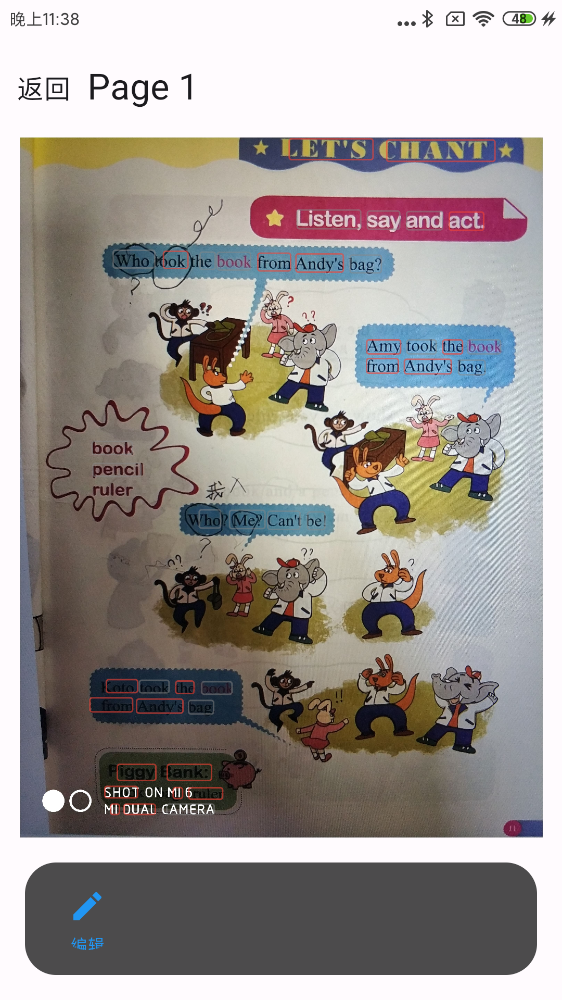 晚上11:38
48
返回 Page 1
LET'S CHANT
Listen, say and act.
Who took the book from Andy's bag?
?
Amy took the book
from Andy's bag.
book
pencil
ruler
我
Who? Me? Can't be!
?
Koto took the book
from Andy's bag
Piggy Bank:
ruler
SHOT ON MI 6
MI DUAL CAMERA
11
编辑